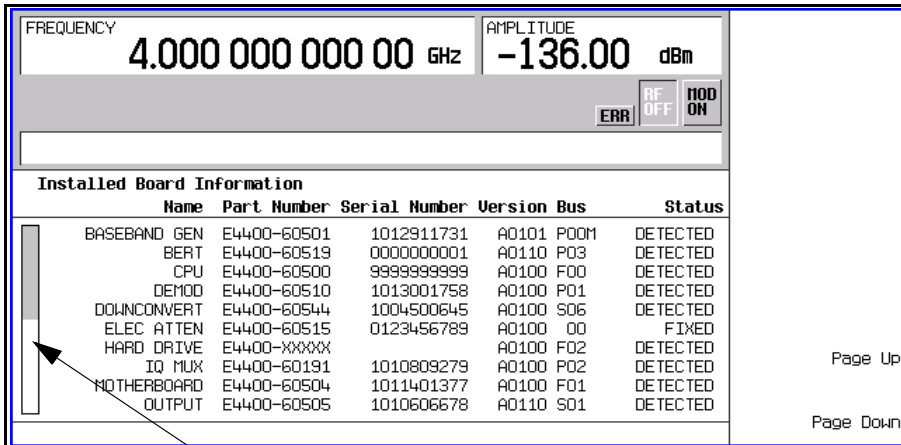 FREQUENCY
4.000 000 000 00 GHz
AMPLITUDE
-136.00 dBm
ERR
RF OFF
MOD ON
Installed Board Information
Name Part Number Serial Number Version Bus Status
BASEBAND GEN E4400-60501 1012911731 A0101 P00M DETECTED
BERT E4400-60519 0000000001 A0110 P03 DETECTED
CPU E4400-60500 9999999999 A0100 F00 DETECTED
DEMOD E4400-60510 1013001758 A0100 P01 DETECTED
DOWNCONVERT E4400-60544 1004500645 A0100 S06 DETECTED
ELEC ATTEN E4400-60515 0123456789 A0100 00 FIXED
HARD DRIVE E4400-XXXXX A0100 F02 DETECTED
IQ MUX E4400-60191 1010809279 A0100 P02 DETECTED
MOTHERBOARD E4400-60504 1011401377 A0100 F01 DETECTED
OUTPUT E4400-60505 1010606678 A0110 S01 DETECTED
Page Up
Page Down